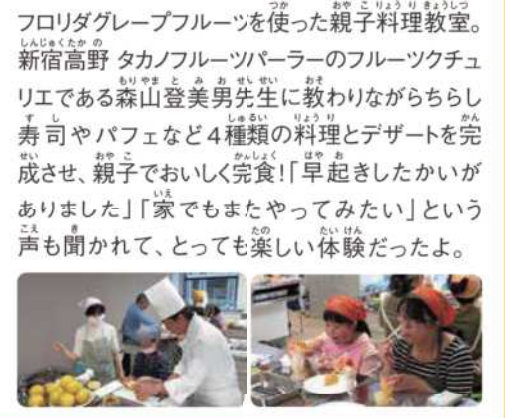 フロリダグレープフルーツを使った親子料理教室。
新宿高野 タカノフルーツパーラーのフルーツクチュ
リエである森山登美男先生に教わりながらちらし
寿司やパフェなど4種類の料理とデザートを完
成させ、親子でおいしく完食!「早起きしたかいが
ありました」「家でもまたやってみたい」という
声も聞かれて、とっても楽しい体験だったよ。